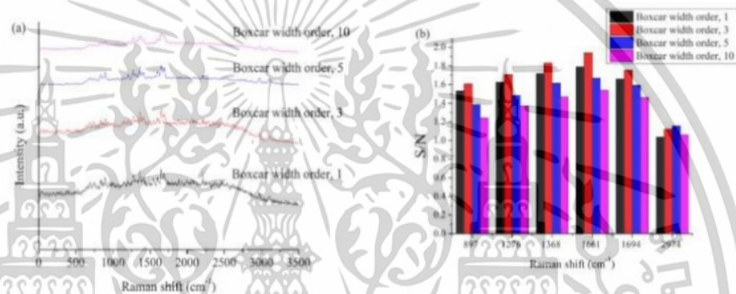 (a)
Boxcar width order, 10
Boxcar width order, 5
Boxcar width order, 3
Boxcar width order, 1
Intensity (a.u.)
0 500 1000 1500 2000 2500 3000 3500
Raman shift (cm⁻¹)
(b)
Boxcar width order, 1
Boxcar width order, 3
Boxcar width order, 5
Boxcar width order, 10
S/N
2.0
1.8
1.6
1.4
1.2
1.0
0.8
0.6
0.4
0.2
0.0
897 1276 1368 1661 1694 2974
Raman shift (cm⁻¹)